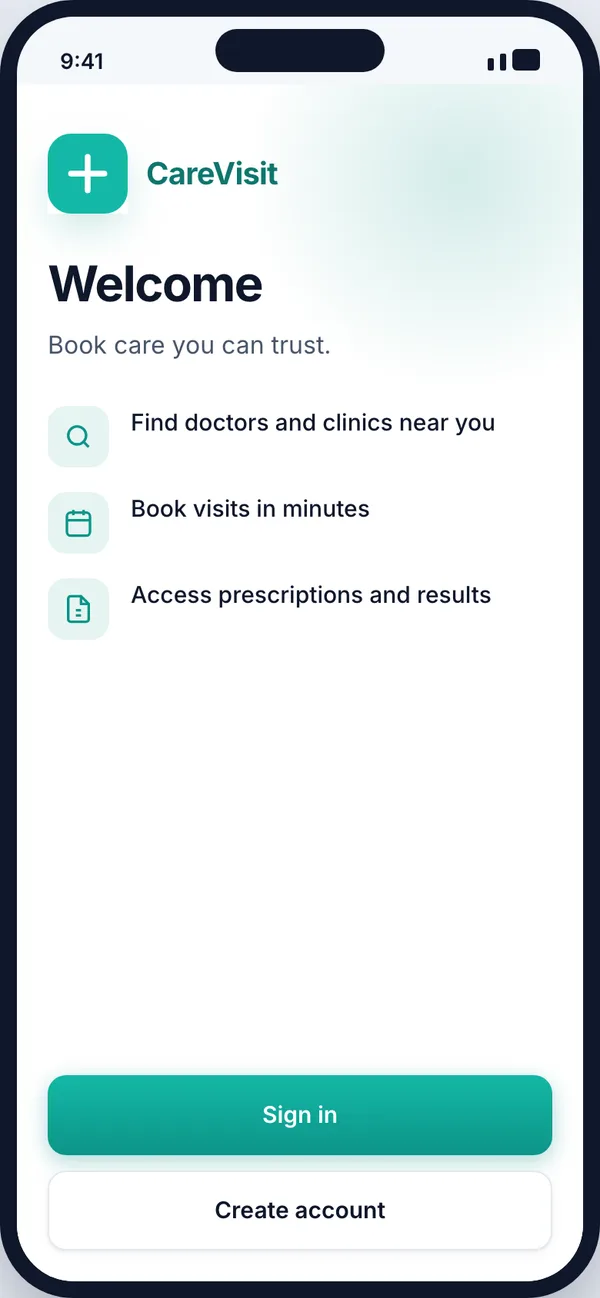 9:41
CareVisit
Welcome
Book care you can trust.
Find doctors and clinics near you
Book visits in minutes
Access prescriptions and results
Sign in
Create account